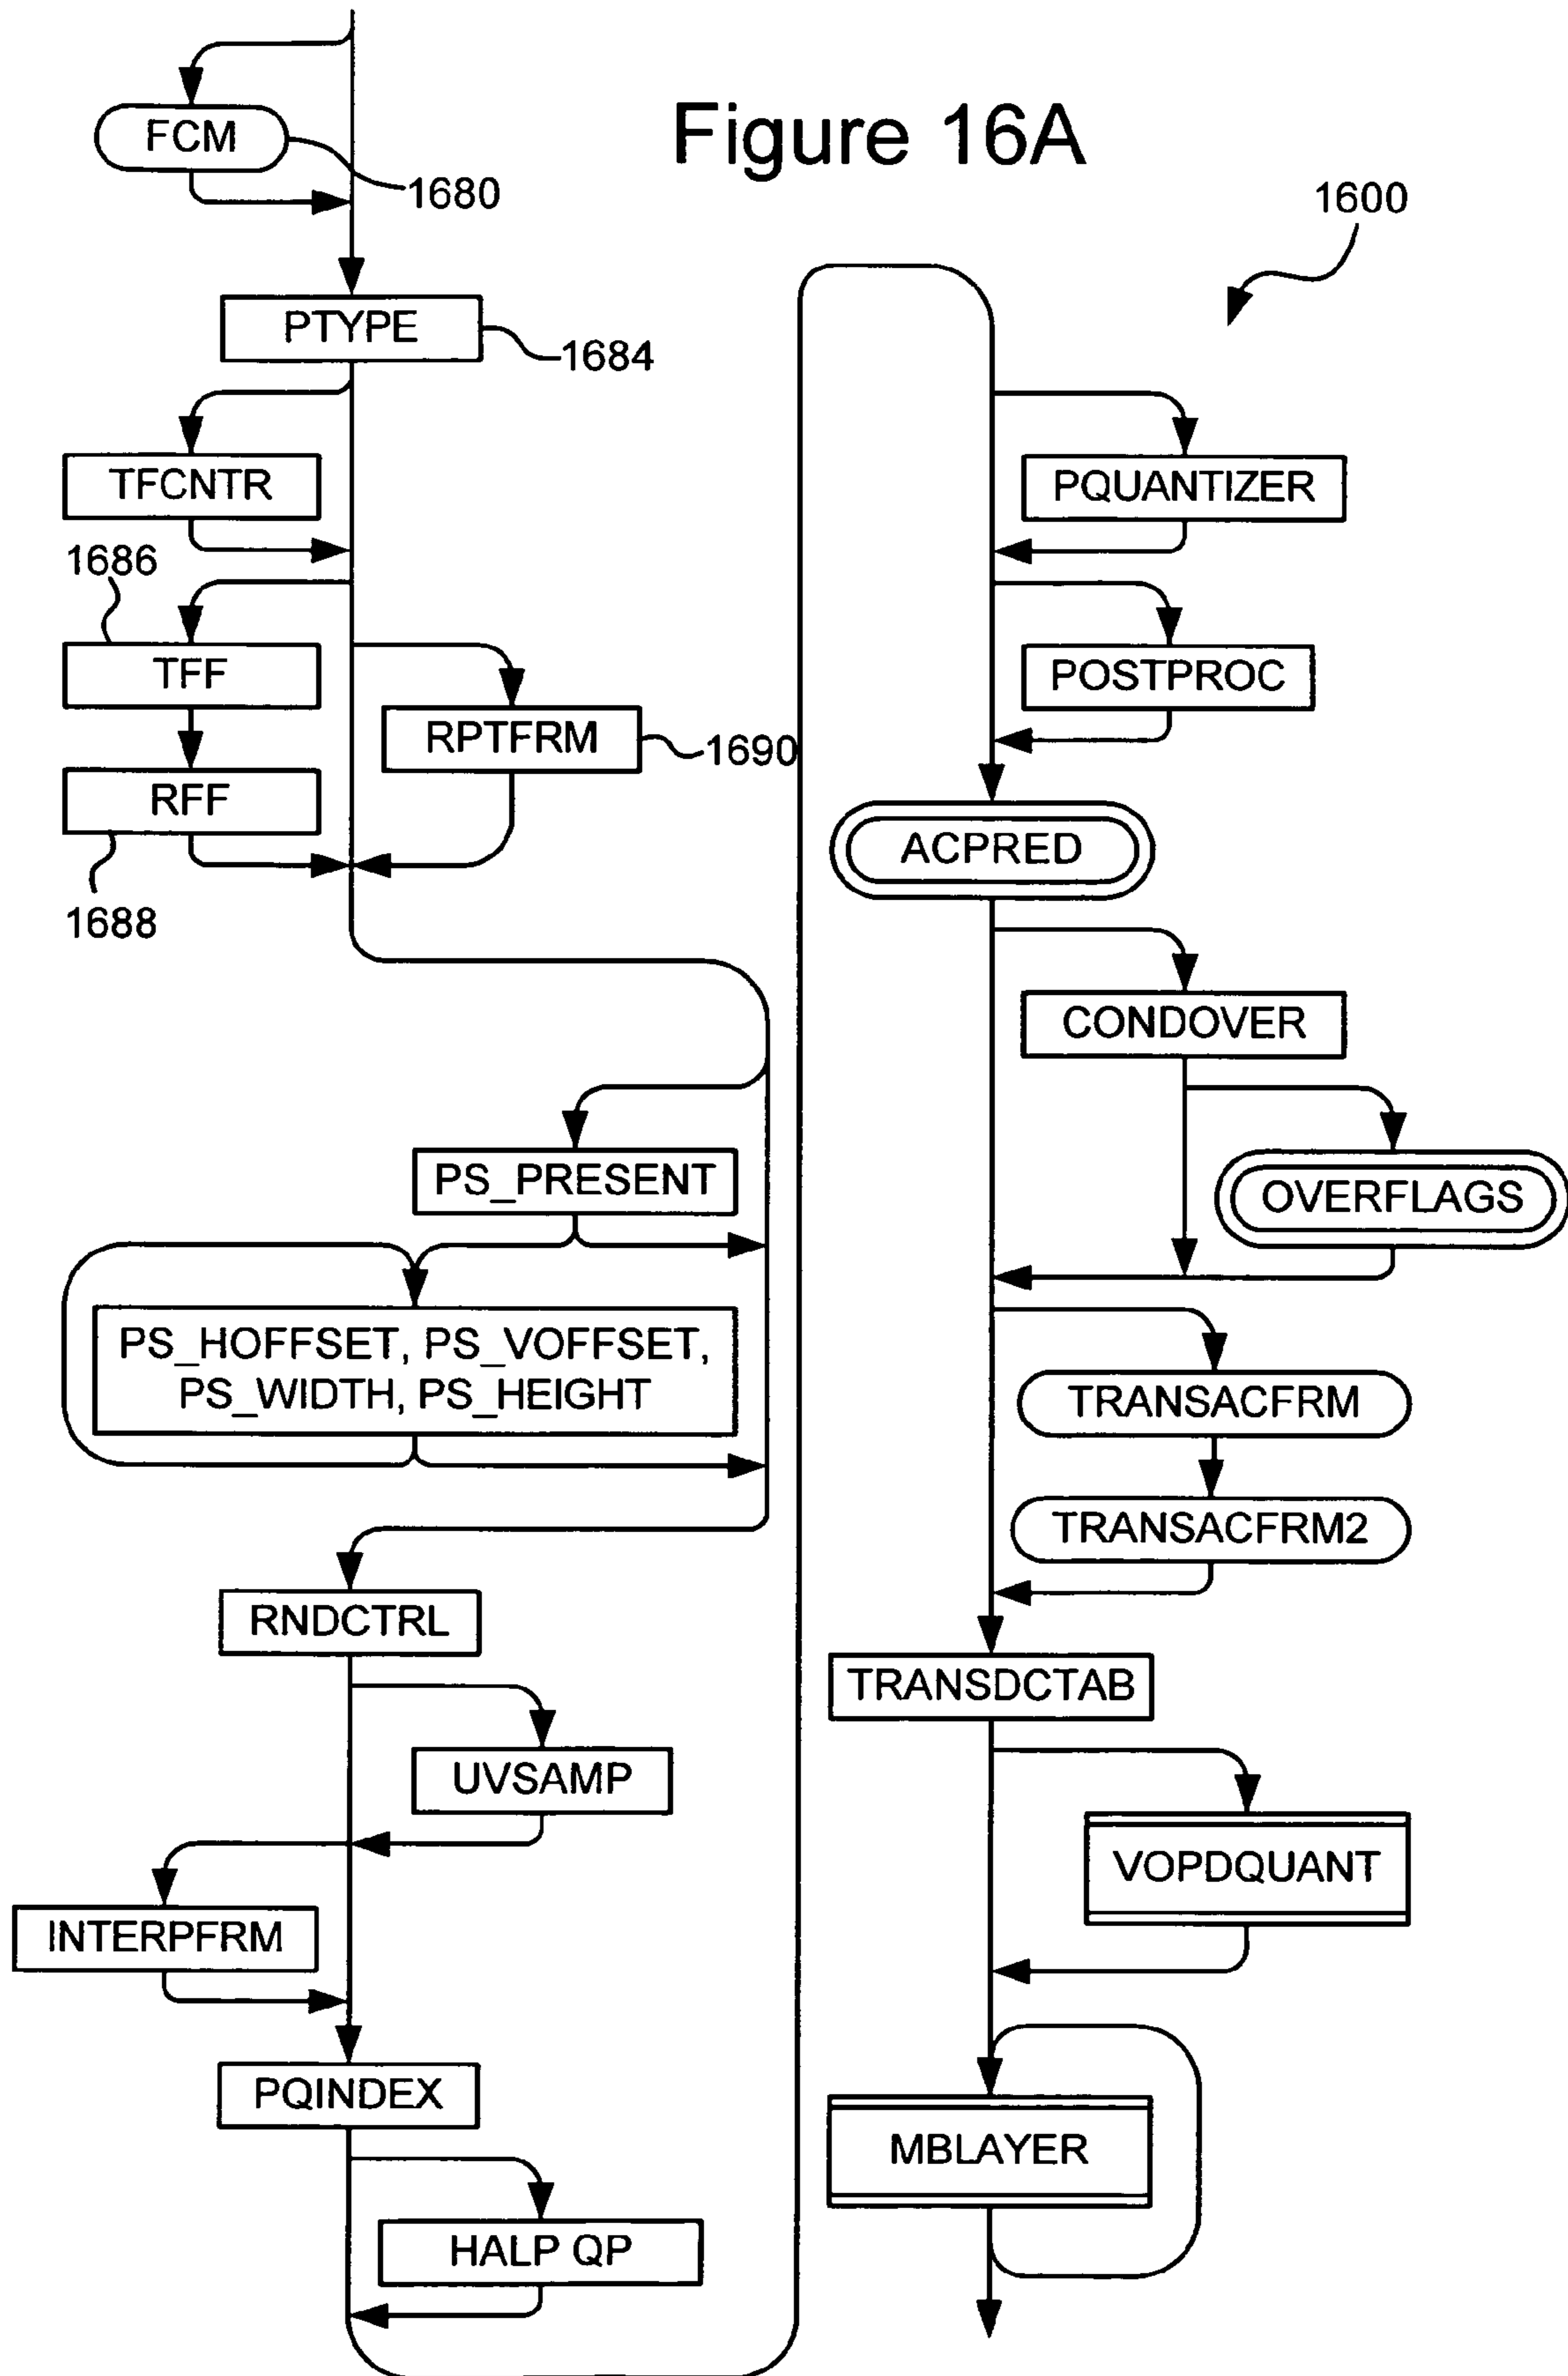 Figure 16A
1600
FCM
1680
PTYPE
1684
TFCNTR
1686
TFF
RPTFRM
1690
RFF
1688
PS_PRESENT
PS_HOFFSET, PS_VOFFSET,
PS_WIDTH, PS_HEIGHT
RNDCTRL
UVSAMP
INTERPFRM
PQINDEX
HALP QP
PQUANTIZER
POSTPROC
ACPRED
CONDOVER
OVERFLAGS
TRANSACFRM
TRANSACFRM2
TRANSDCTAB
VOPDQUANT
MBLAYER